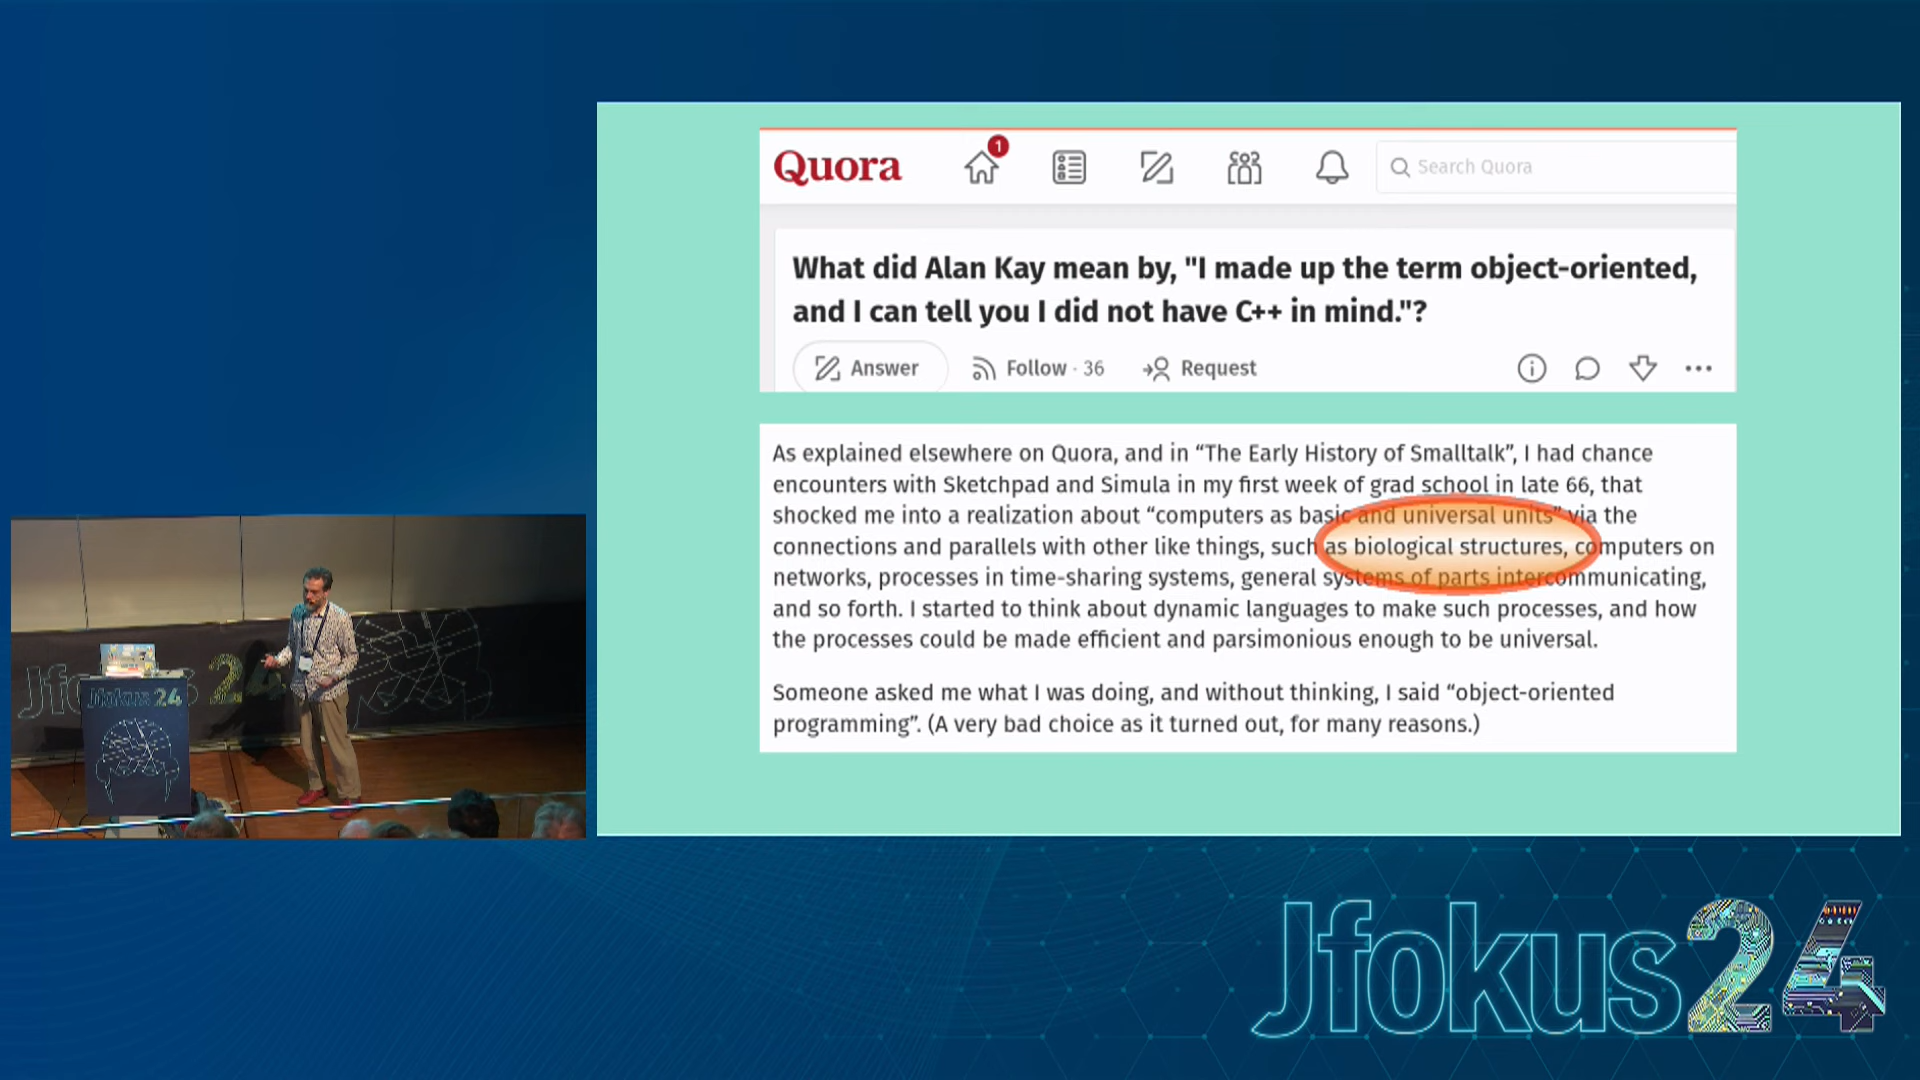 Quora
1
Search Quora
What did Alan Kay mean by, "I made up the term object-oriented,
and I can tell you I did not have C++ in mind."?
Answer
Follow · 36
Request
As explained elsewhere on Quora, and in “The Early History of Smalltalk”, I had chance
encounters with Sketchpad and Simula in my first week of grad school in late 66, that
shocked me into a realization about “computers as basic and universal units” via the
connections and parallels with other like things, such as biological structures, computers on
networks, processes in time-sharing systems, general systems of parts intercommunicating,
and so forth. I started to think about dynamic languages to make such processes, and how
the processes could be made efficient and parsimonious enough to be universal.
Someone asked me what I was doing, and without thinking, I said “object-oriented
programming”. (A very bad choice as it turned out, for many reasons.)
Jfo 24
Jfokus 24
Jfokus24